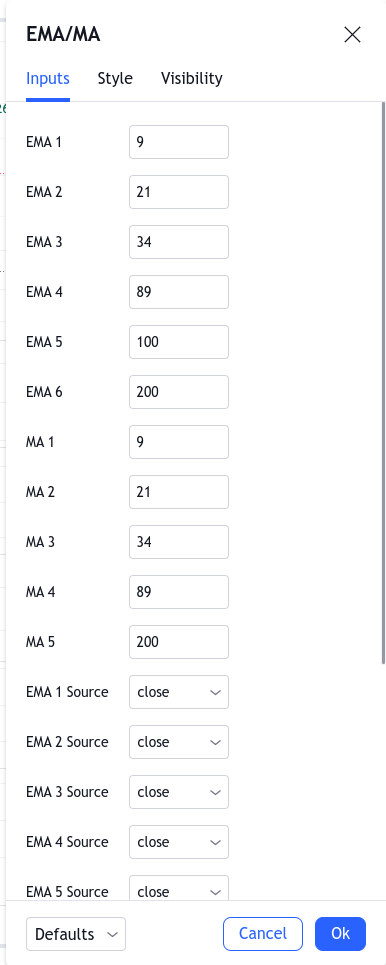 EMA/MA
Inputs Style Visibility
EMA 1 9
EMA 2 21
EMA 3 34
EMA 4 89
EMA 5 100
EMA 6 200
MA 1 9
MA 2 21
MA 3 34
MA 4 89
MA 5 200
EMA 1 Source close
EMA 2 Source close
EMA 3 Source close
EMA 4 Source close
EMA 5 Source close
Defaults Cancel Ok